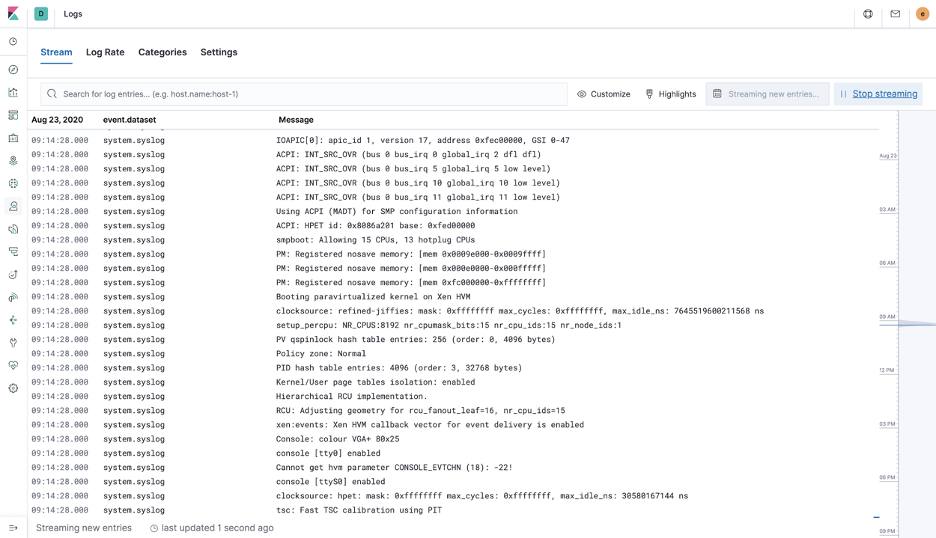 D Logs e
Stream Log Rate Categories Settings
Search for log entries... (e.g. host.name:host-1) Customize Highlights Streaming new entries... Stop streaming
Aug 23, 2020 event.dataset Message
09:14:28.000 system.syslog IOAPIC[0]: apic_id 1, version 17, address 0xfec00000, GSI 0-47
09:14:28.000 system.syslog ACPI: INT_SRC_OVR (bus 0 bus_irq 0 global_irq 2 dfl dfl)
Aug 23
09:14:28.000 system.syslog ACPI: INT_SRC_OVR (bus 0 bus_irq 5 global_irq 5 low level)
09:14:28.000 system.syslog ACPI: INT_SRC_OVR (bus 0 bus_irq 10 global_irq 10 low level)
09:14:28.000 system.syslog ACPI: INT_SRC_OVR (bus 0 bus_irq 11 global_irq 11 low level)
09:14:28.000 system.syslog Using ACPI (MADT) for SMP configuration information
03 AM
09:14:28.000 system.syslog ACPI: HPET id: 0x8086a201 base: 0xfed00000
09:14:28.000 system.syslog smpboot: Allowing 15 CPUs, 13 hotplug CPUs
09:14:28.000 system.syslog PM: Registered nosave memory: [mem 0x0009e000-0x0009ffff]
06 AM
09:14:28.000 system.syslog PM: Registered nosave memory: [mem 0x000e0000-0x000fffff]
09:14:28.000 system.syslog PM: Registered nosave memory: [mem 0xfc000000-0xffffffff]
09:14:28.000 system.syslog Booting paravirtualized kernel on Xen HVM
09:14:28.000 system.syslog clocksource: refined-jiffies: mask: 0xffffffff max_cycles: 0xffffffff, max_idle_ns: 7645519600211568 ns
09 AM
09:14:28.000 system.syslog setup_percpu: NR_CPUS:8192 nr_cpumask_bits:15 nr_cpu_ids:15 nr_node_ids:1
09:14:28.000 system.syslog PV qspinlock hash table entries: 256 (order: 0, 4096 bytes)
09:14:28.000 system.syslog Policy zone: Normal
09:14:28.000 system.syslog PID hash table entries: 4096 (order: 3, 32768 bytes)
12 PM
09:14:28.000 system.syslog Kernel/User page tables isolation: enabled
09:14:28.000 system.syslog Hierarchical RCU implementation.
09:14:28.000 system.syslog RCU: Adjusting geometry for rcu_fanout_leaf=16, nr_cpu_ids=15
09:14:28.000 system.syslog xen:events: Xen HVM callback vector for event delivery is enabled
03 PM
09:14:28.000 system.syslog Console: colour VGA+ 80x25
09:14:28.000 system.syslog console [tty0] enabled
09:14:28.000 system.syslog Cannot get hvm parameter CONSOLE_EVTCHN (18): -22!
06 PM
09:14:28.000 system.syslog console [ttyS0] enabled
09:14:28.000 system.syslog clocksource: hpet: mask: 0xffffffff max_cycles: 0xffffffff, max_idle_ns: 30580167144 ns
09:14:28.000 system.syslog tsc: Fast TSC calibration using PIT
Streaming new entries last updated 1 second ago
09 PM